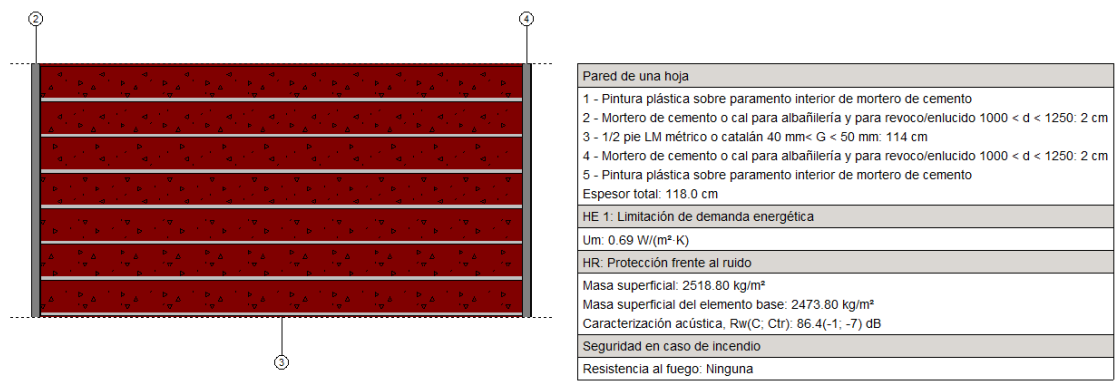 2
4
3
Pared de una hoja
1 - Pintura plástica sobre paramento interior de mortero de cemento
2 - Mortero de cemento o cal para albañilería y para revoco/enlucido 1000 < d < 1250: 2 cm
3 - 1/2 pie LM métrico o catalán 40 mm< G < 50 mm: 114 cm
4 - Mortero de cemento o cal para albañilería y para revoco/enlucido 1000 < d < 1250: 2 cm
5 - Pintura plástica sobre paramento interior de mortero de cemento
Espesor total: 118.0 cm
HE 1: Limitación de demanda energética
Um: 0.69 W/(m²·K)
HR: Protección frente al ruido
Masa superficial: 2518.80 kg/m²
Masa superficial del elemento base: 2473.80 kg/m²
Caracterización acústica, Rw(C; Ctr): 86.4(-1; -7) dB
Seguridad en caso de incendio
Resistencia al fuego: Ninguna